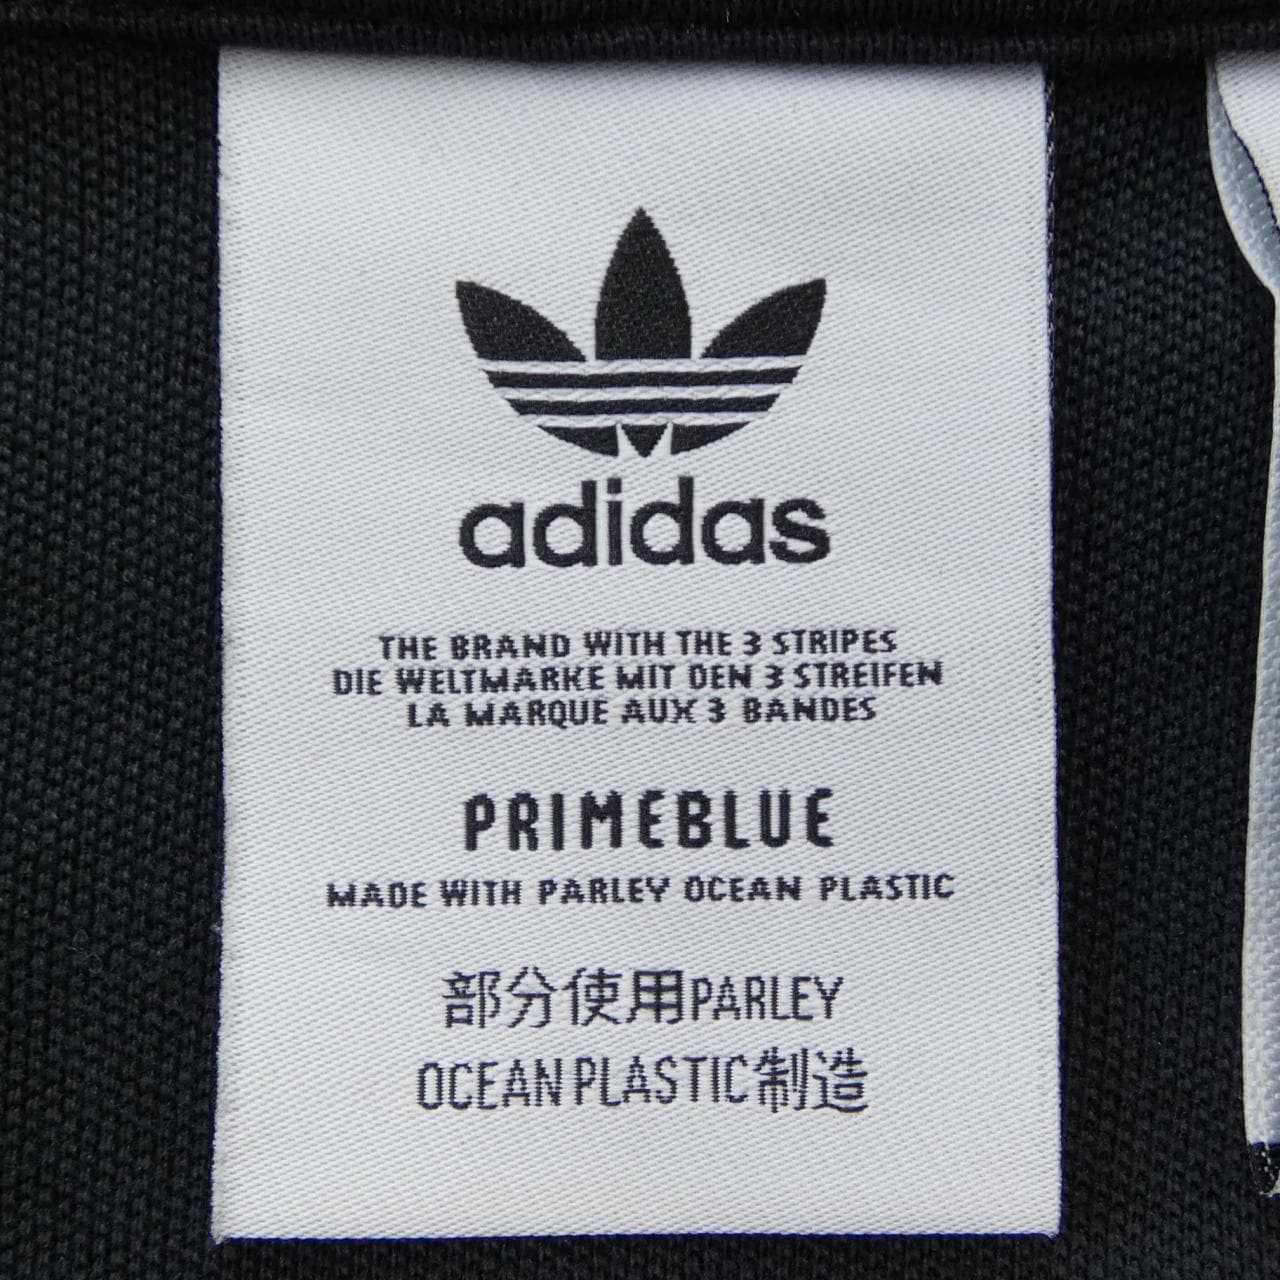 adidas
THE BRAND WITH THE 3 STRIPES
DIE WELTMARKE MIT DEN 3 STREIFEN
LA MARQUE AUX 3 BANDES
PRIMEBLUE
MADE WITH PARLEY OCEAN PLASTIC
部分使用PARLEY
OCEAN PLASTIC制造